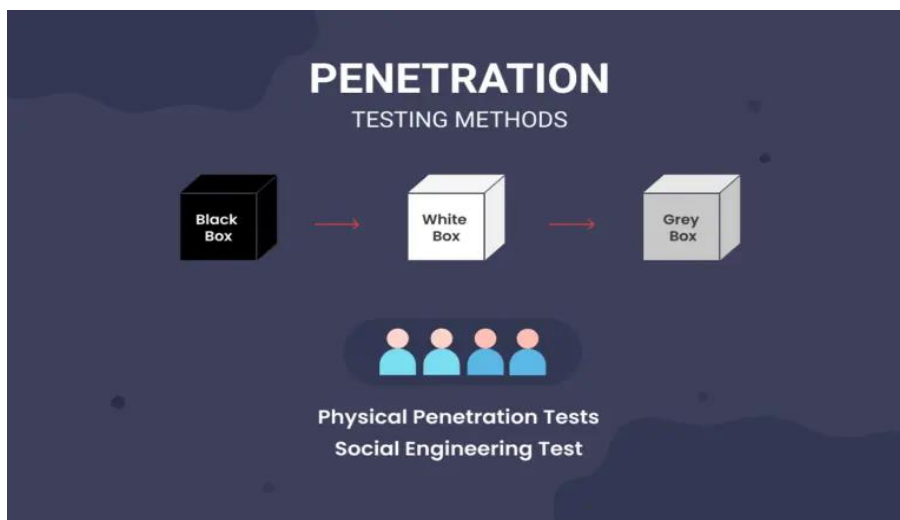 PENETRATION
TESTING METHODS
Black
Box
White
Box
Grey
Box
Physical Penetration Tests
Social Engineering Test